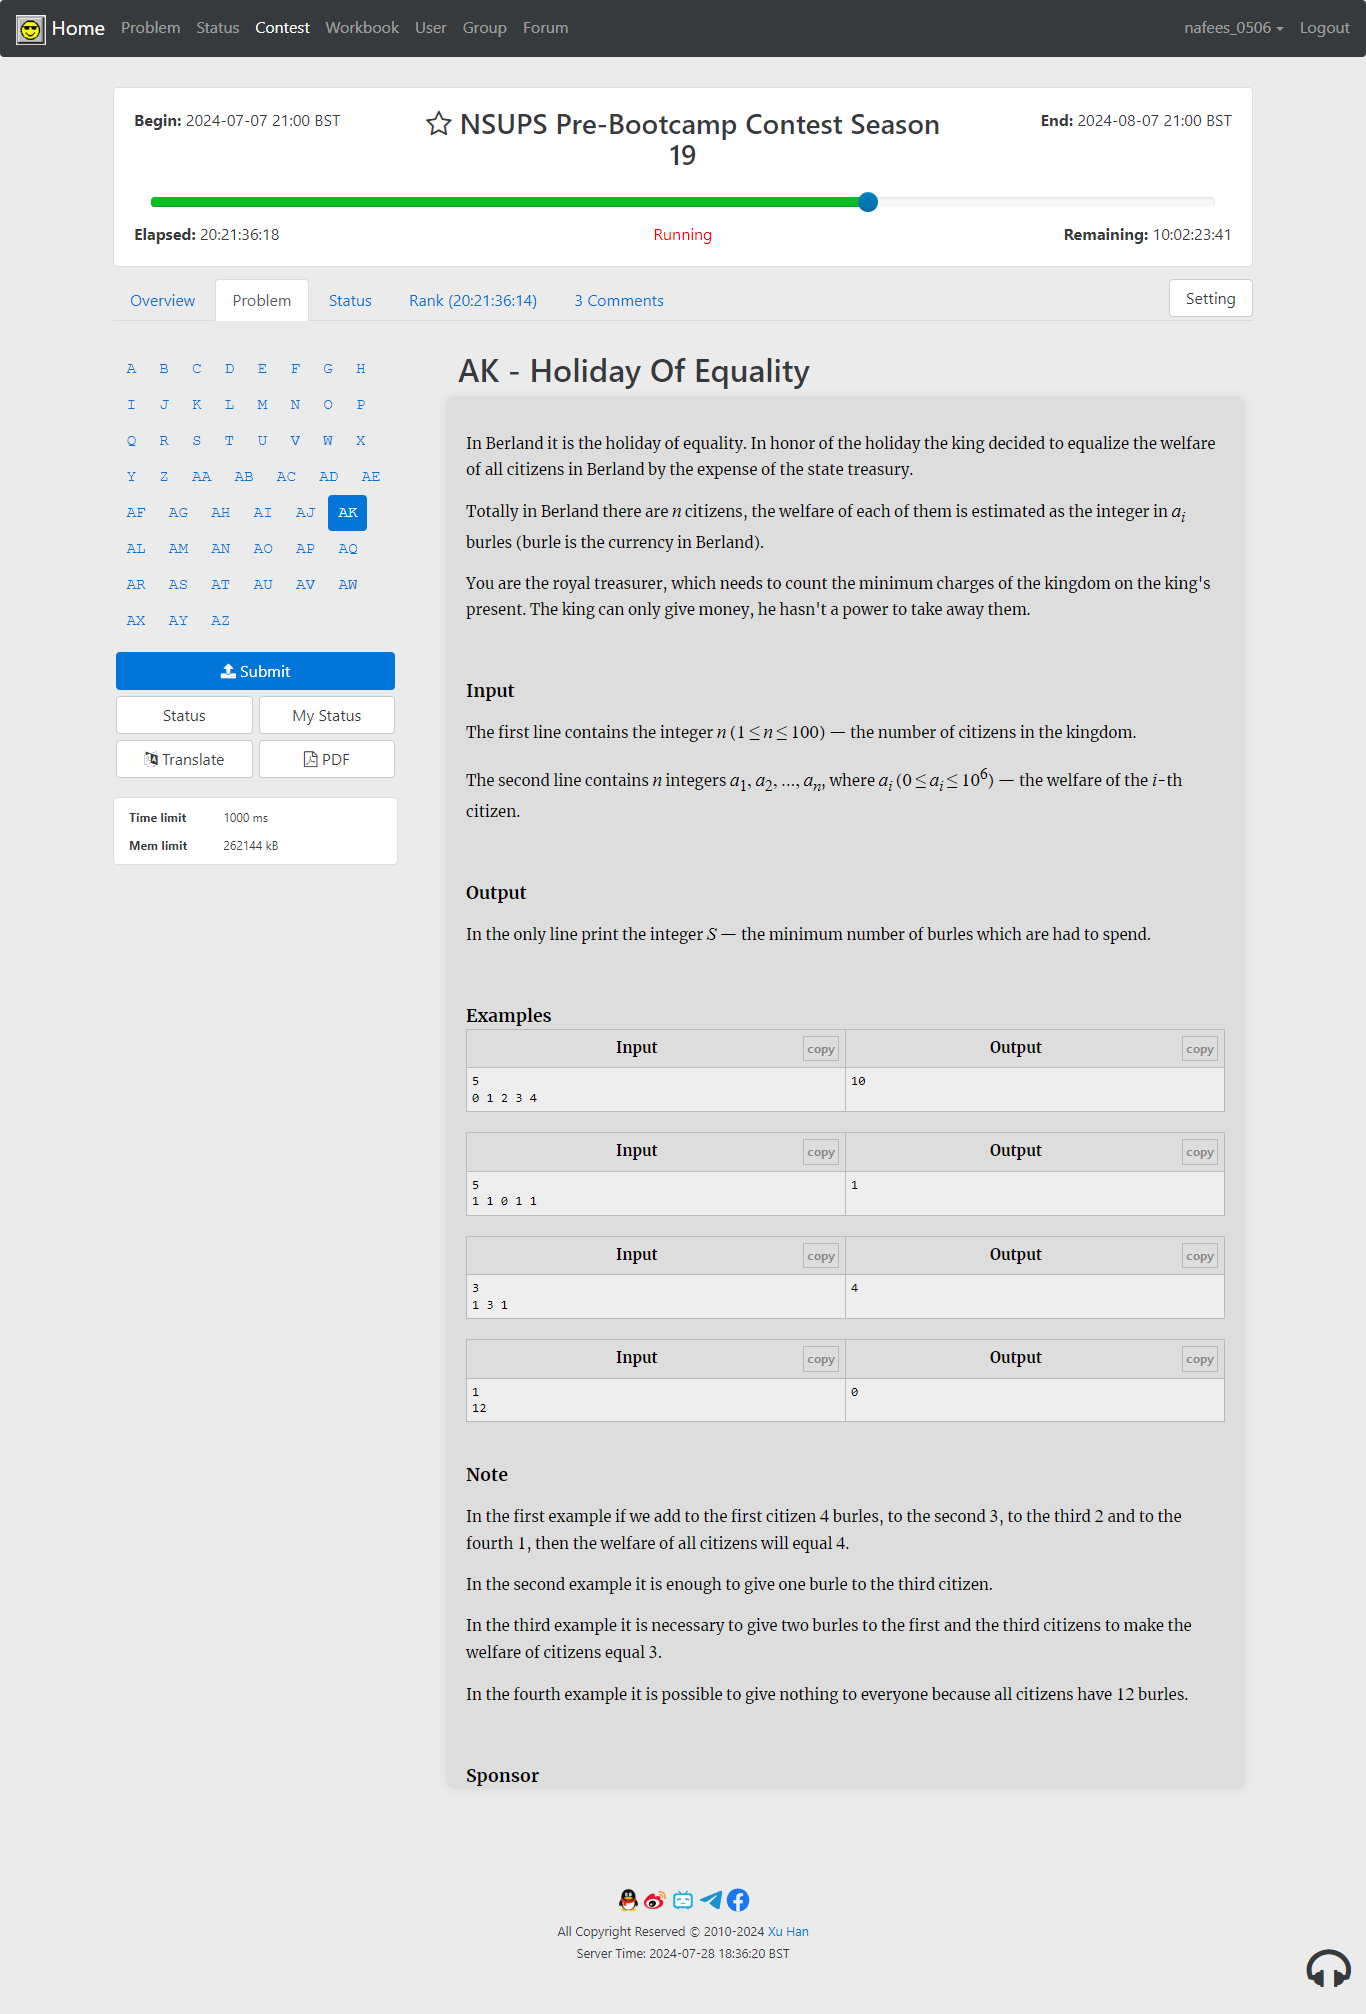 Home Problem Status Contest Workbook User Group Forum nafees_0506 Logout
Begin: 2024-07-07 21:00 BST
NSUPS Pre-Bootcamp Contest Season
19
End: 2024-08-07 21:00 BST
Elapsed: 20:21:36:18
Running
Remaining: 10:02:23:41
Overview Problem Status Rank (20:21:36:14) 3 Comments Setting
A B C D E F G H
I J K L M N O P
Q R S T U V W X
Y Z AA AB AC AD AE
AF AG AH AI AJ AK
AL AM AN AO AP AQ
AR AS AT AU AV AW
AX AY AZ
Submit
Status My Status
Translate PDF
Time limit 1000 ms
Mem limit 262144 kB
AK - Holiday Of Equality
In Berland it is the holiday of equality. In honor of the holiday the king decided to equalize the welfare
of all citizens in Berland by the expense of the state treasury.
Totally in Berland there are n citizens, the welfare of each of them is estimated as the integer in a_i
burles (burle is the currency in Berland).
You are the royal treasurer, which needs to count the minimum charges of the kingdom on the king's
present. The king can only give money, he hasn't a power to take away them.
Input
The first line contains the integer n (1 ≤ n ≤ 100) — the number of citizens in the kingdom.
The second line contains n integers a₁, a₂, ..., aₙ, where a_i (0 ≤ a_i ≤ 10⁶) — the welfare of the i-th
citizen.
Output
In the only line print the integer S — the minimum number of burles which are had to spend.
Examples
Input copy Output copy
5 10
0 1 2 3 4
Input copy Output copy
5 1
1 1 0 1 1
Input copy Output copy
3 4
1 3 1
Input copy Output copy
1 0
12
Note
In the first example if we add to the first citizen 4 burles, to the second 3, to the third 2 and to the
fourth 1, then the welfare of all citizens will equal 4.
In the second example it is enough to give one burle to the third citizen.
In the third example it is necessary to give two burles to the first and the third citizens to make the
welfare of citizens equal 3.
In the fourth example it is possible to give nothing to everyone because all citizens have 12 burles.
Sponsor
All Copyright Reserved © 2010-2024 Xu Han
Server Time: 2024-07-28 18:36:20 BST